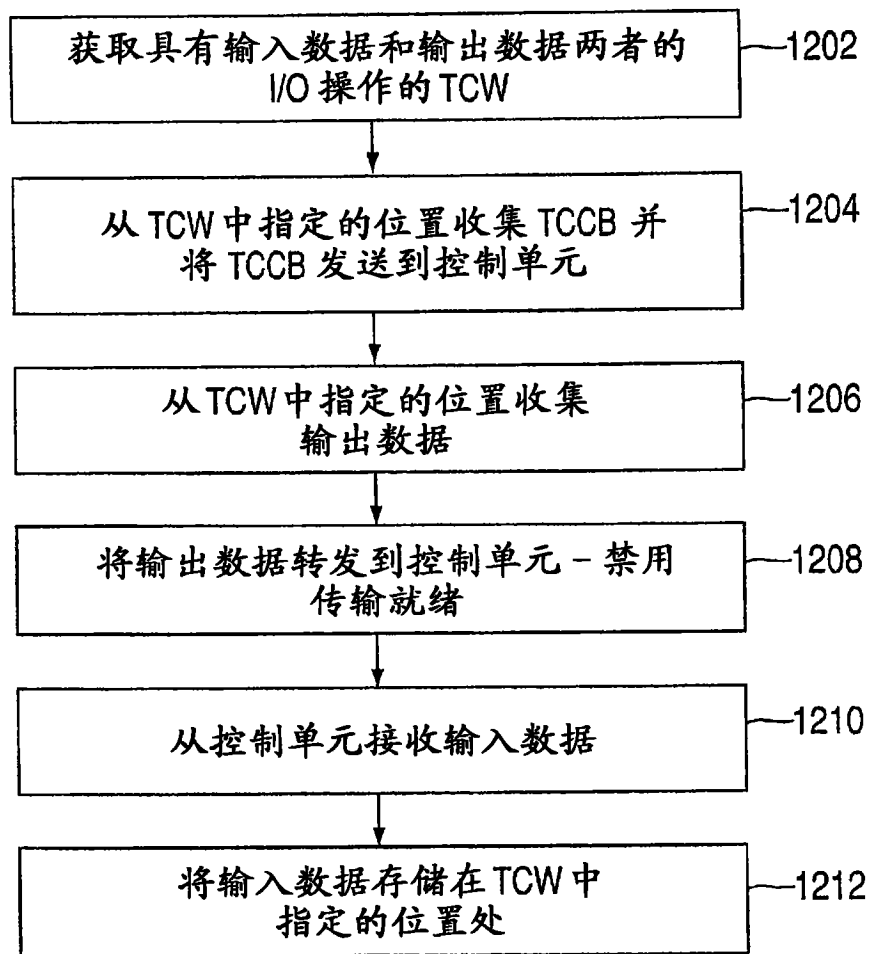 获取具有输入数据和输出数据两者的
I/O 操作的 TCW
1202
从 TCW 中指定的位置收集 TCCB 并
将 TCCB 发送到控制单元
1204
从 TCW 中指定的位置收集
输出数据
1206
将输出数据转发到控制单元 – 禁用
传输就绪
1208
从控制单元接收输入数据
1210
将输入数据存储在 TCW 中
指定的位置处
1212